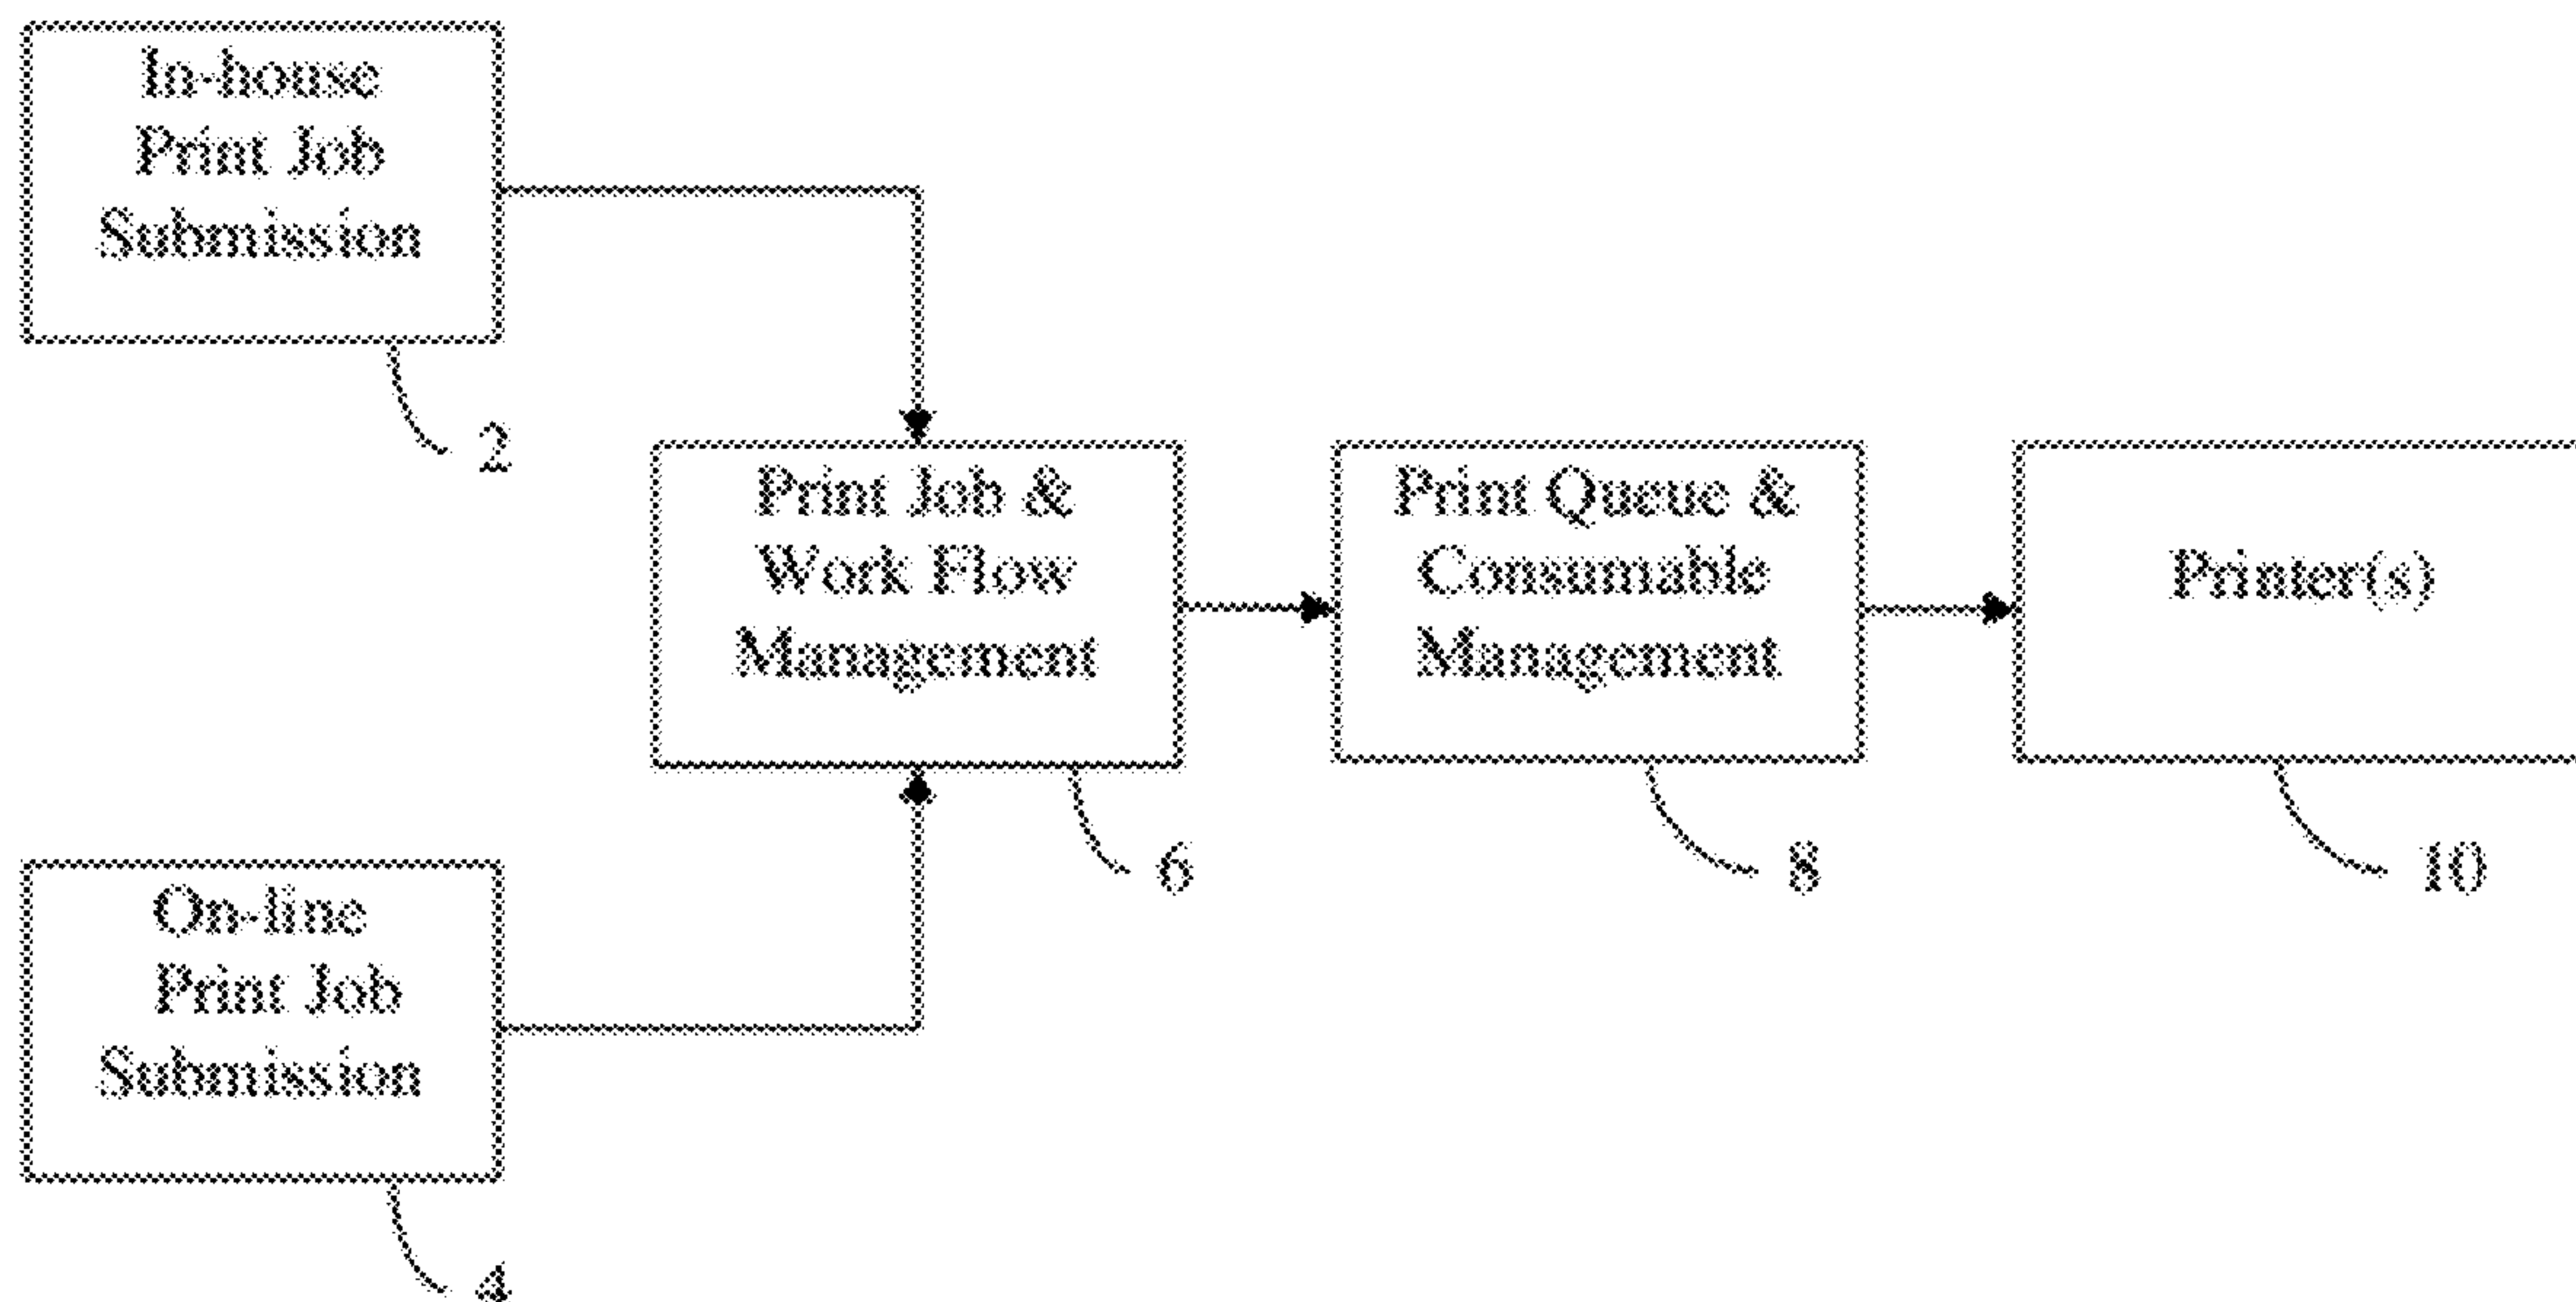 In-house
Print Job
Submission
2
Print Job &
Work Flow
Management
6
Print Queue &
Consumable
Management
8
Printer(s)
10
On-line
Print Job
Submission
4